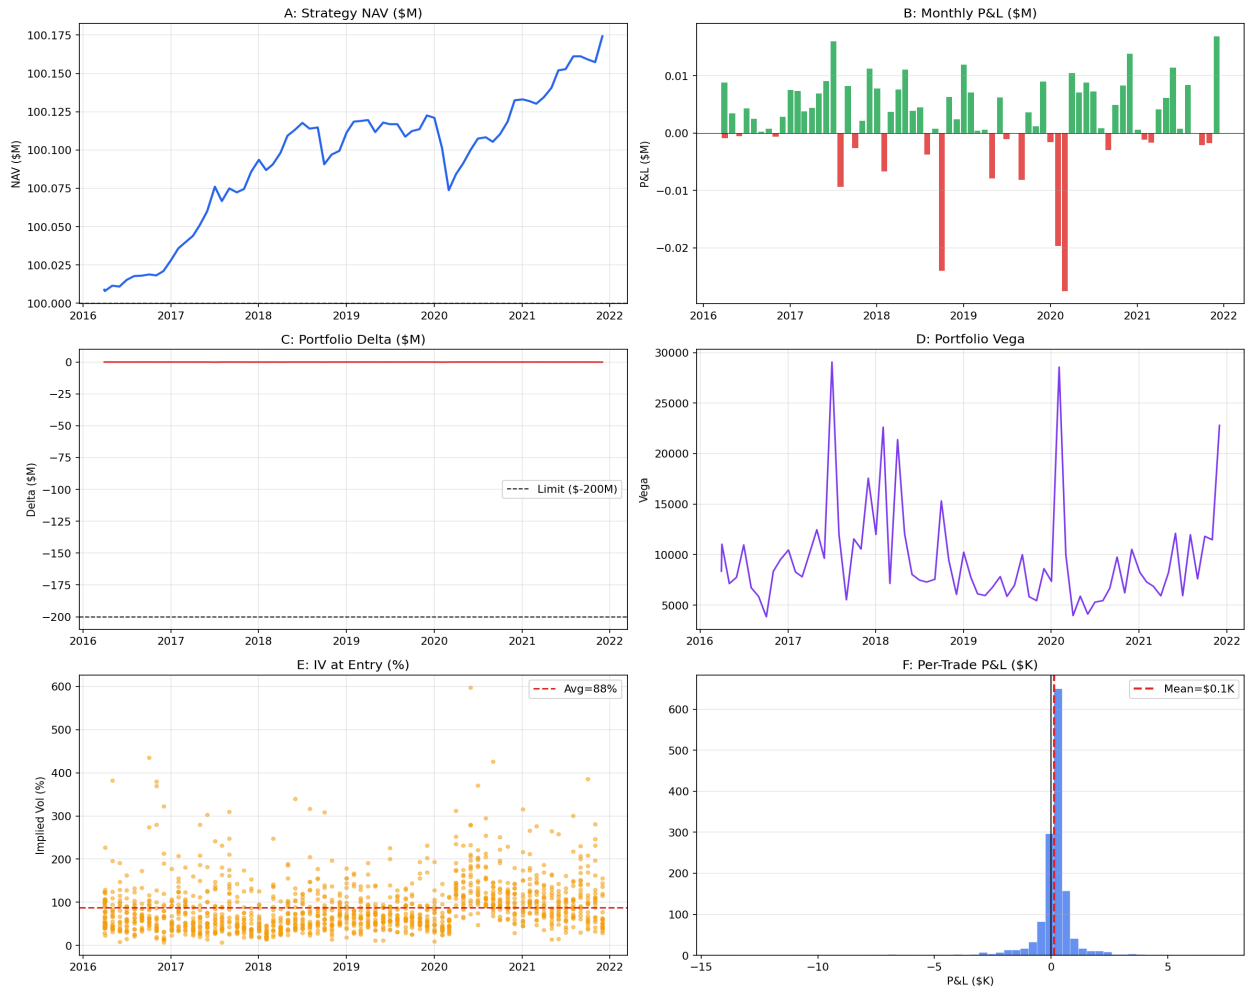 A: Strategy NAV ($M)
NAV ($M)
100.175
100.150
100.125
100.100
100.075
100.050
100.025
100.000
2016 2017 2018 2019 2020 2021 2022
B: Monthly P&L ($M)
P&L ($M)
0.01
0.00
−0.01
−0.02
2016 2017 2018 2019 2020 2021 2022
C: Portfolio Delta ($M)
Delta ($M)
0
−25
−50
−75
−100
−125
−150
−175
−200
Limit ($-200M)
2016 2017 2018 2019 2020 2021 2022
D: Portfolio Vega
Vega
30000
25000
20000
15000
10000
5000
2016 2017 2018 2019 2020 2021 2022
E: IV at Entry (%)
Implied Vol (%)
600
500
400
300
200
100
0
Avg=88%
2016 2017 2018 2019 2020 2021 2022
F: Per-Trade P&L ($K)
600
500
400
300
200
100
0
Mean=$0.1K
−15 −10 −5 0 5
P&L ($K)